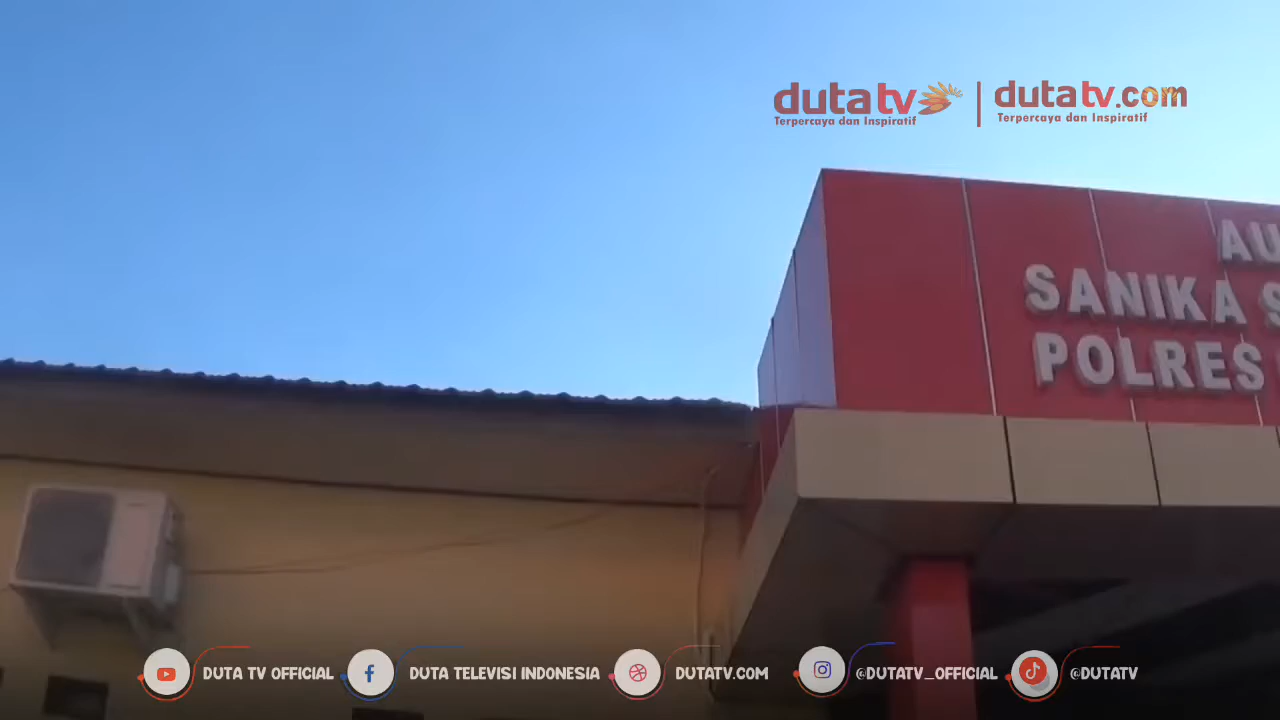 dutatv
Terpercaya dan Inspiratif
dutatv.com
Terpercaya dan Inspiratif
AU
SANIKA S
POLRES
DUTA TV OFFICIAL
DUTA TELEVISI INDONESIA
DUTATV.COM
@DUTATV_OFFICIAL
@DUTATV